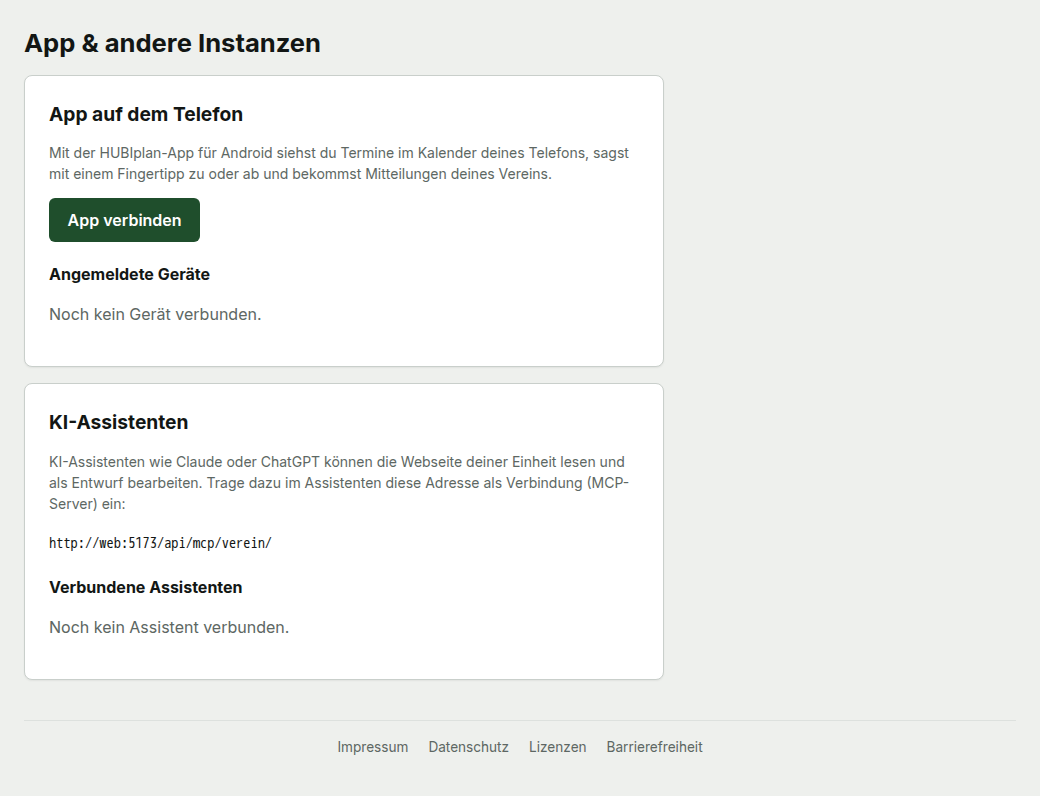 App & andere Instanzen
App auf dem Telefon
Mit der HUBIplan-App für Android siehst du Termine im Kalender deines Telefons, sagst
mit einem Fingertipp zu oder ab und bekommst Mitteilungen deines Vereins.
App verbinden
Angemeldete Geräte
Noch kein Gerät verbunden.
KI-Assistenten
KI-Assistenten wie Claude oder ChatGPT können die Webseite deiner Einheit lesen und
als Entwurf bearbeiten. Trage dazu im Assistenten diese Adresse als Verbindung (MCP-
Server) ein:
http://web:5173/api/mcp/verein/
Verbundene Assistenten
Noch kein Assistent verbunden.
Impressum Datenschutz Lizenzen Barrierefreiheit